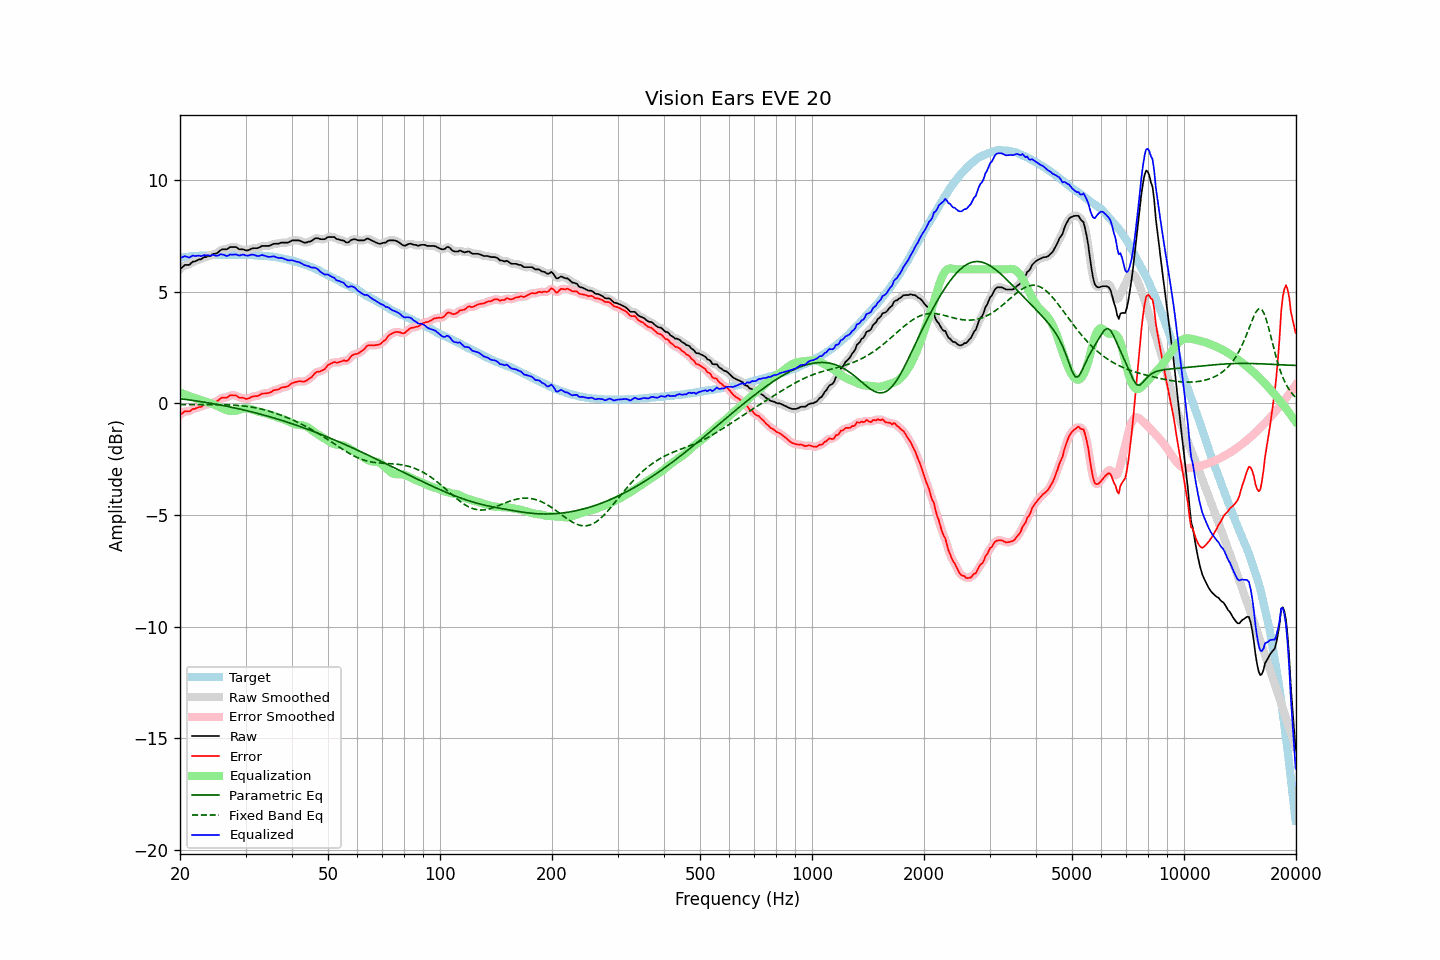 Vision Ears EVE 20
Amplitude (dBr)
10
5
0
−5
−10
−15
−20
Target
Raw Smoothed
Error Smoothed
Raw
Error
Equalization
Parametric Eq
Fixed Band Eq
Equalized
20 50 100 200 500 1000 2000 5000 10000 20000
Frequency (Hz)